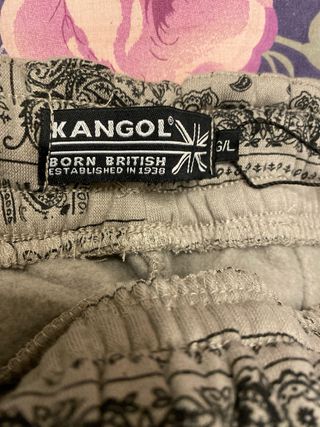 KANGOL
BORN BRITISH
ESTABLISHED IN 1938
G/L